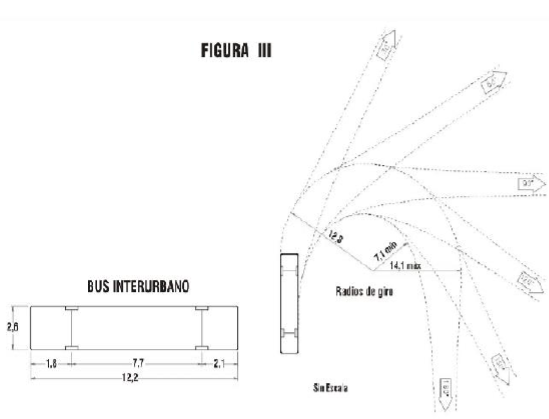 FIGURA III
90°
12,8
7,1 min
14,1 máx
BUS INTERURBANO
Radios de giro
2,6
1,8
7,7
2,1
12,2
Sin Escala